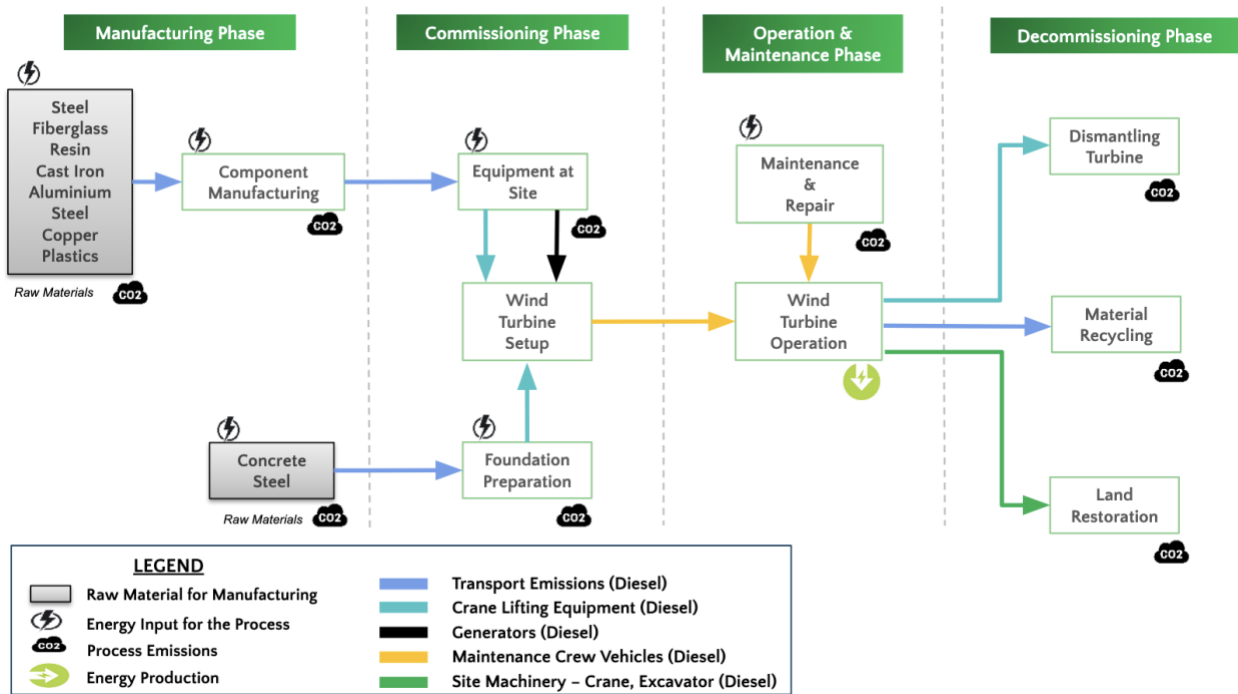 Manufacturing Phase
Commissioning Phase
Operation &
Maintenance Phase
Decommissioning Phase
Steel
Fiberglass
Resin
Cast Iron
Aluminium
Steel
Copper
Plastics
Raw Materials
CO2
Component
Manufacturing
CO2
Equipment at
Site
CO2
Maintenance
&
Repair
CO2
Dismantling
Turbine
CO2
Wind
Turbine
Setup
Wind
Turbine
Operation
Material
Recycling
CO2
Concrete
Steel
Raw Materials
CO2
Foundation
Preparation
CO2
Land
Restoration
CO2
LEGEND
Raw Material for Manufacturing
Energy Input for the Process
CO2
Process Emissions
Energy Production
Transport Emissions (Diesel)
Crane Lifting Equipment (Diesel)
Generators (Diesel)
Maintenance Crew Vehicles (Diesel)
Site Machinery – Crane, Excavator (Diesel)